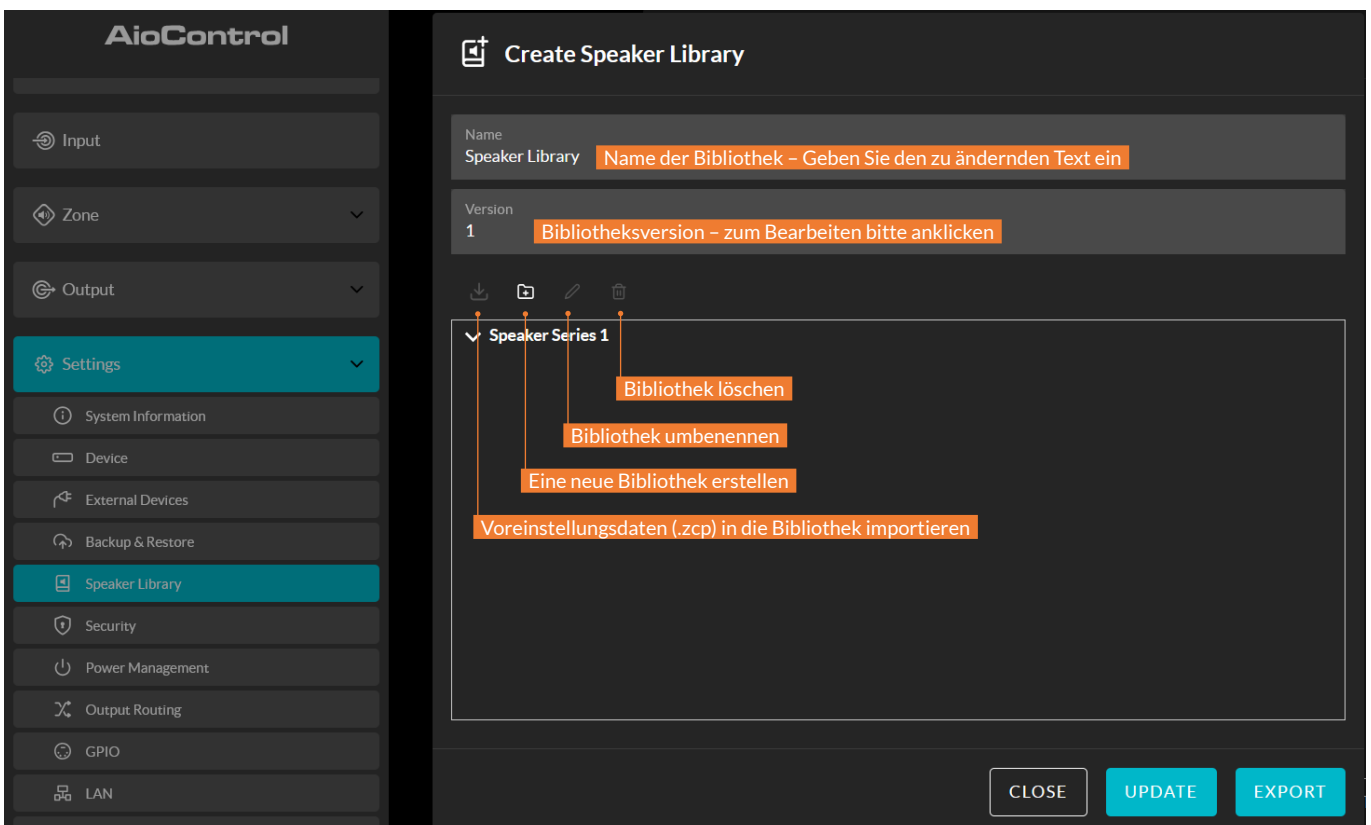 AioControl
Input
Zone
Output
Settings
System Information
Device
External Devices
Backup & Restore
Speaker Library
Security
Power Management
Output Routing
GPIO
LAN
Create Speaker Library
Name
Speaker Library Name der Bibliothek – Geben Sie den zu ändernden Text ein
Version
1 Bibliotheksversion – zum Bearbeiten bitte anklicken
Speaker Series 1
Bibliothek löschen
Bibliothek umbenennen
Eine neue Bibliothek erstellen
Voreinstellungsdaten (.zcp) in die Bibliothek importieren
CLOSE UPDATE EXPORT